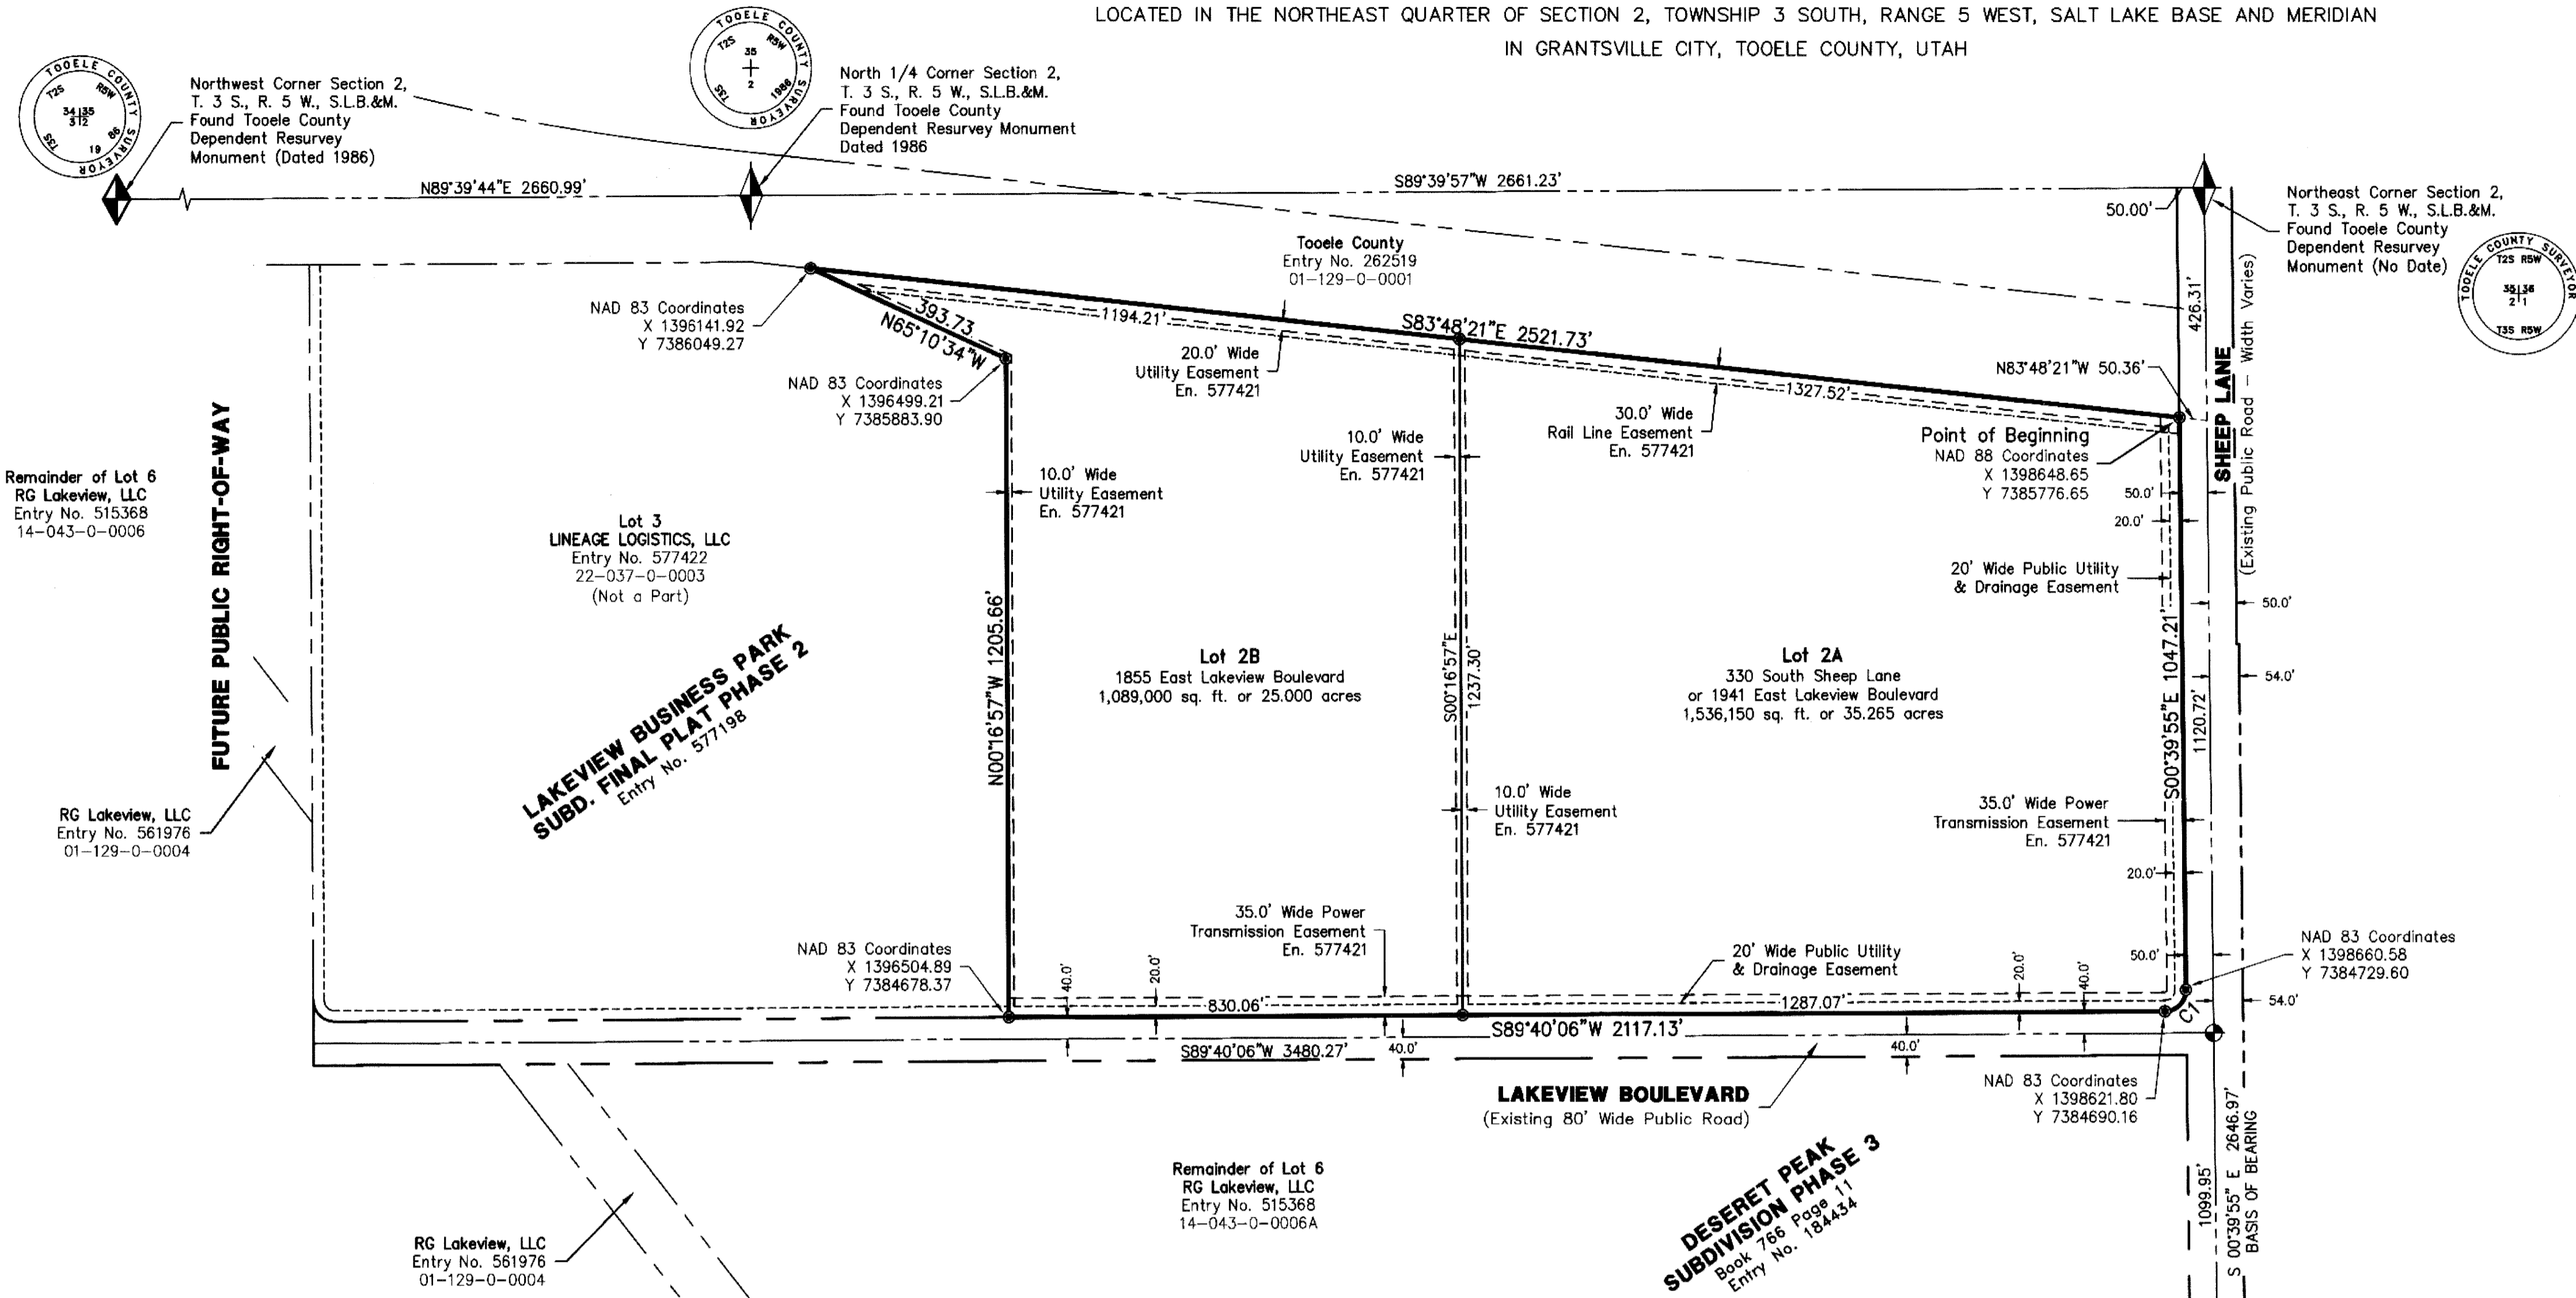 LOCATED IN THE NORTHEAST QUARTER OF SECTION 2, TOWNSHIP 3 SOUTH, RANGE 5 WEST, SALT LAKE BASE AND MERIDIAN
IN GRANTSVILLE CITY, TOOELE COUNTY, UTAH
TOOELE COUNTY SURVEYOR
T2S R5W
34 35
3 2
T3S
19 86
Northwest Corner Section 2,
T. 3 S., R. 5 W., S.L.B.&M.
Found Tooele County
Dependent Resurvey
Monument (Dated 1986)
TOOELE COUNTY SURVEYOR
T2S R5W
35
2
T3S 1986
North 1/4 Corner Section 2,
T. 3 S., R. 5 W., S.L.B.&M.
Found Tooele County
Dependent Resurvey Monument
Dated 1986
N89°39'44"E 2660.99'
S89°39'57"W 2661.23'
50.00'
Northeast Corner Section 2,
T. 3 S., R. 5 W., S.L.B.&M.
Found Tooele County
Dependent Resurvey
Monument (No Date)
TOOELE COUNTY SURVEYOR
T2S R5W
35 36
2 1
T3S R5W
426.31'
SHEEP LANE
(Existing Public Road - Width Varies)
Tooele County
Entry No. 262519
01-129-0-0001
NAD 83 Coordinates
X 1396141.92
Y 7386049.27
393.73
N65°10'34"W
1194.21'
S83°48'21"E 2521.73'
20.0' Wide
Utility Easement
En. 577421
NAD 83 Coordinates
X 1396499.21
Y 7385883.90
1327.52'
N83°48'21"W 50.36'
30.0' Wide
Rail Line Easement
En. 577421
10.0' Wide
Utility Easement
En. 577421
Point of Beginning
NAD 88 Coordinates
X 1398648.65
Y 7385776.65
50.0'
20.0'
Remainder of Lot 6
RG Lakeview, LLC
Entry No. 515368
14-043-0-0006
FUTURE PUBLIC RIGHT-OF-WAY
10.0' Wide
Utility Easement
En. 577421
Lot 3
LINEAGE LOGISTICS, LLC
Entry No. 577422
22-037-0-0003
(Not a Part)
20' Wide Public Utility
& Drainage Easement
50.0'
54.0'
LAKEVIEW BUSINESS PARK
SUBD. FINAL PLAT PHASE 2
Entry No. 577198
N00°16'57"W 1205.66'
Lot 2B
1855 East Lakeview Boulevard
1,089,000 sq. ft. or 25.000 acres
S00°16'57"E
1237.30'
Lot 2A
330 South Sheep Lane
or 1941 East Lakeview Boulevard
1,536,150 sq. ft. or 35.265 acres
S00°39'55"E 1047.21'
1120.72'
RG Lakeview, LLC
Entry No. 561976
01-129-0-0004
10.0' Wide
Utility Easement
En. 577421
35.0' Wide Power
Transmission Easement
En. 577421
20.0'
35.0' Wide Power
Transmission Easement
En. 577421
NAD 83 Coordinates
X 1396504.89
Y 7384678.37
40.0'
20.0'
20' Wide Public Utility
& Drainage Easement
20.0'
40.0'
50.0'
NAD 83 Coordinates
X 1398660.58
Y 7384729.60
54.0'
C1
830.06'
1287.07'
S89°40'06"W 2117.13'
S89°40'06"W 3480.27'
40.0'
40.0'
LAKEVIEW BOULEVARD
(Existing 80' Wide Public Road)
NAD 83 Coordinates
X 1398621.80
Y 7384690.16
Remainder of Lot 6
RG Lakeview, LLC
Entry No. 515368
14-043-0-0006A
DESERET PEAK
SUBDIVISION PHASE 3
Book 766 Page 11
Entry No. 184434
1099.95'
S 00°39'55" E 2646.97'
BASIS OF BEARING
RG Lakeview, LLC
Entry No. 561976
01-129-0-0004